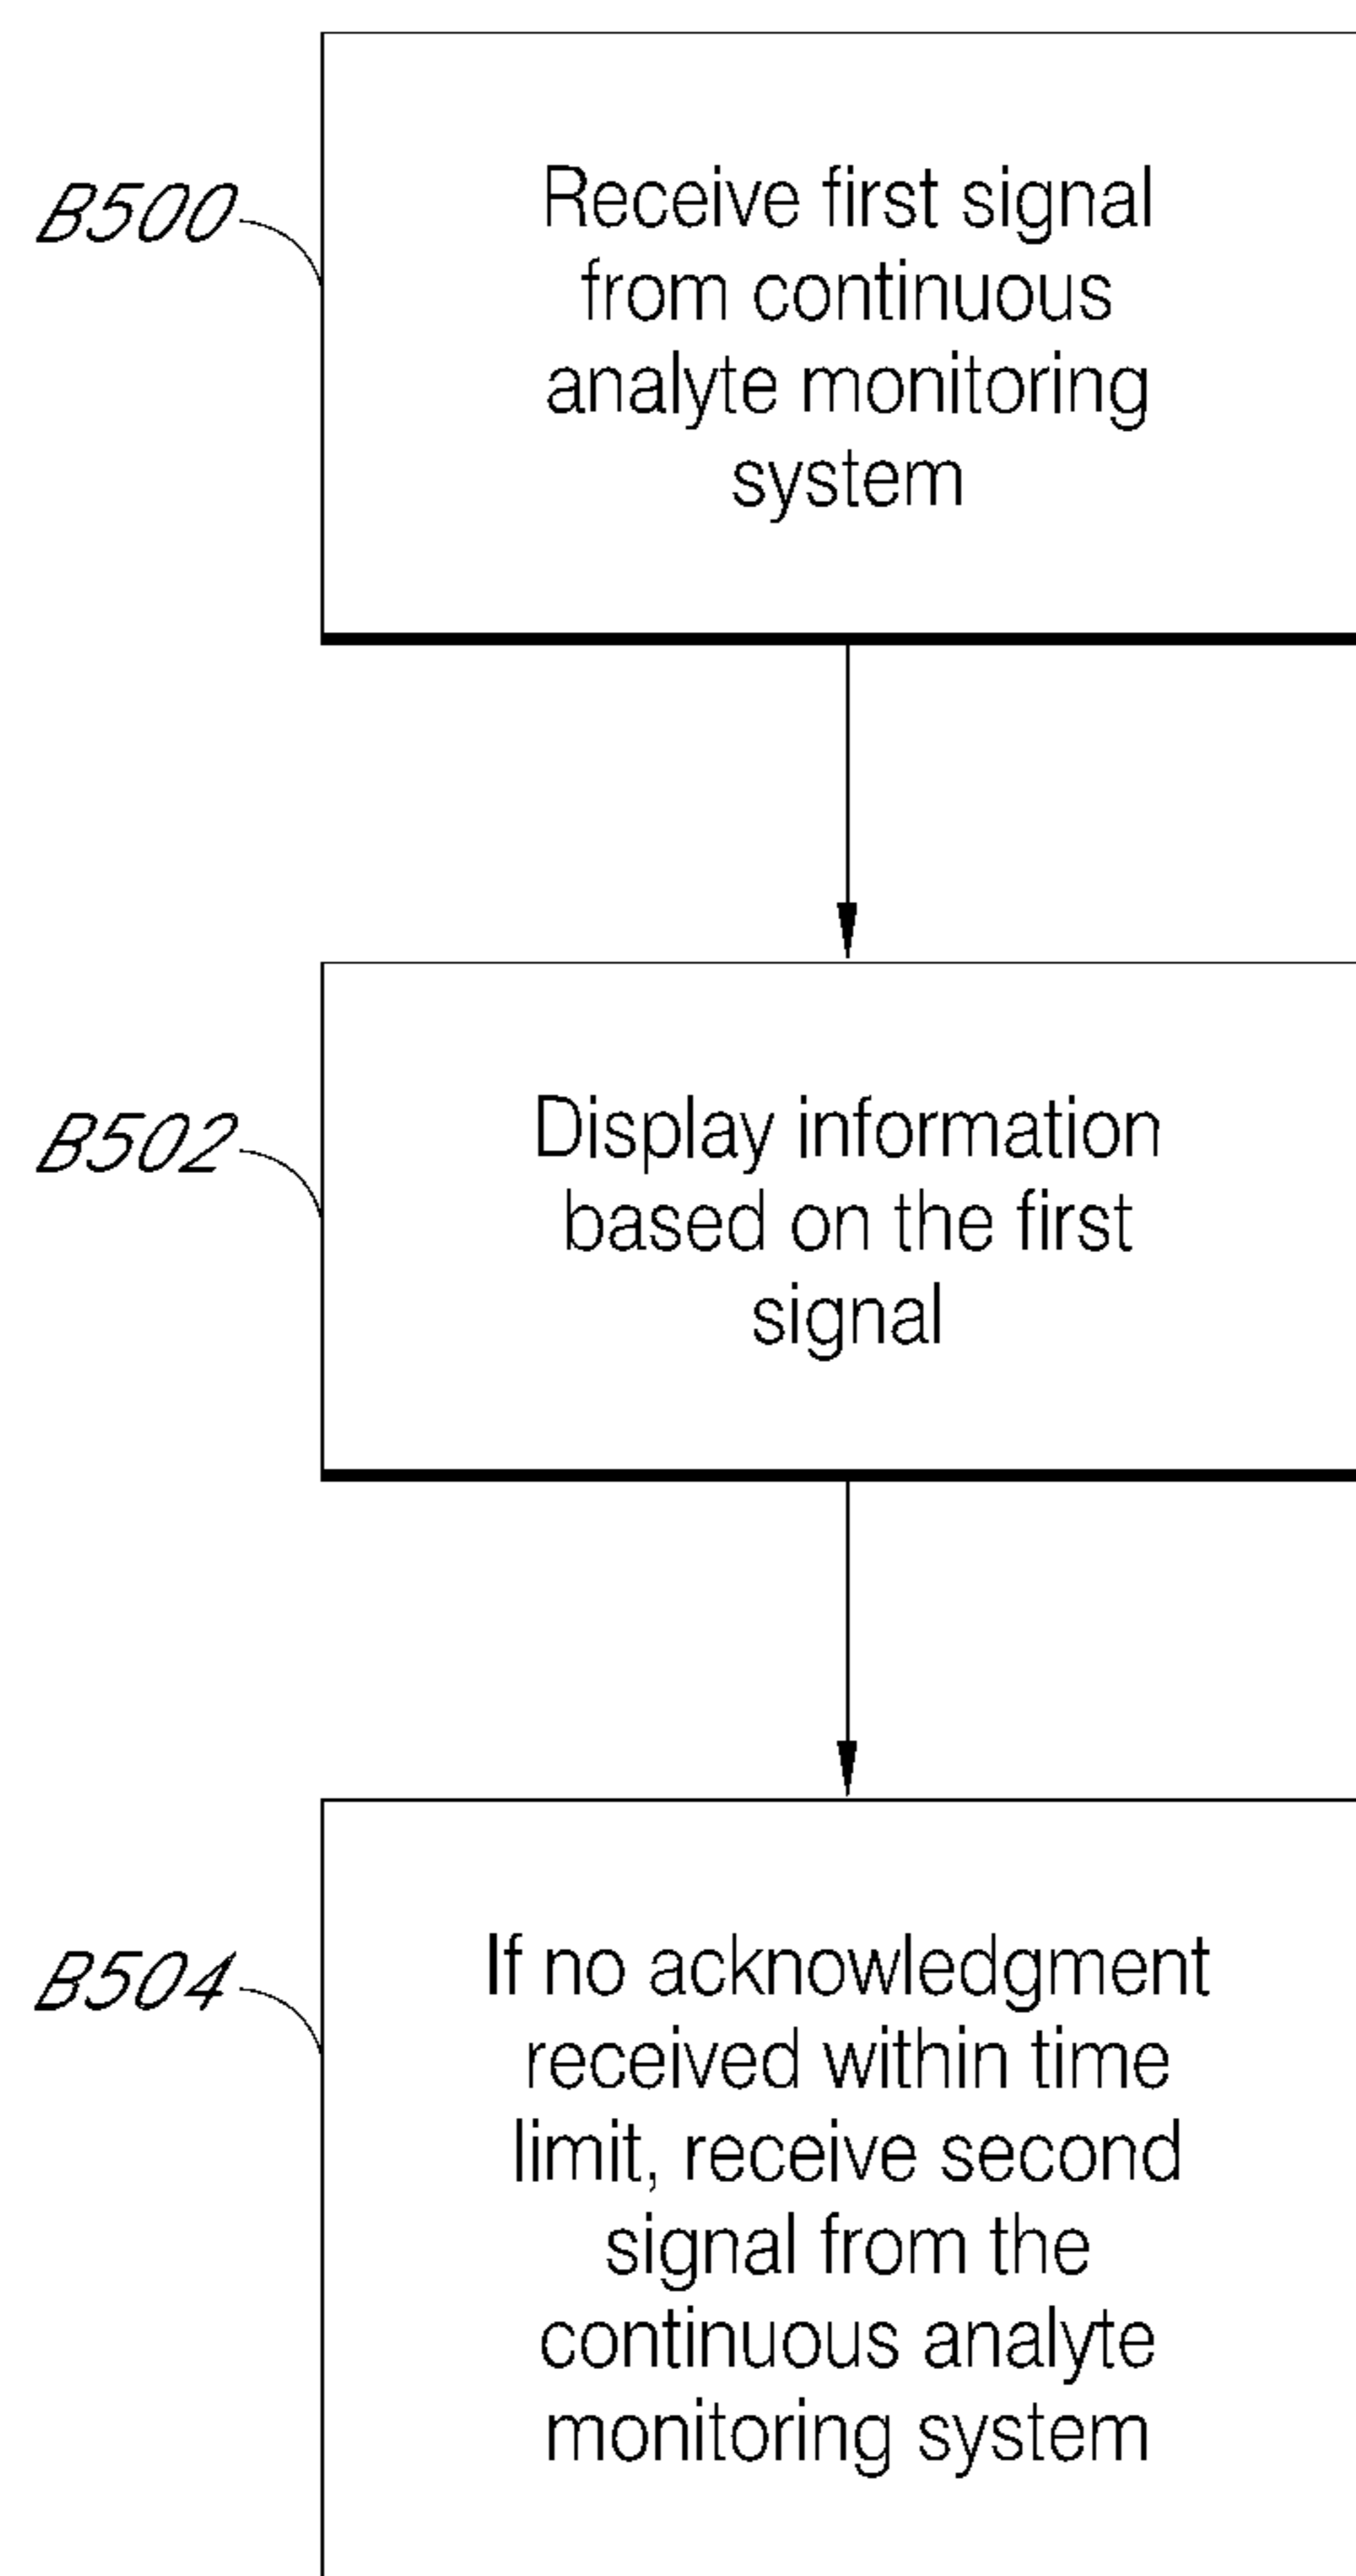 B500
Receive first signal
from continuous
analyte monitoring
system
B502
Display information
based on the first
signal
B504
If no acknowledgment
received within time
limit, receive second
signal from the
continuous analyte
monitoring system